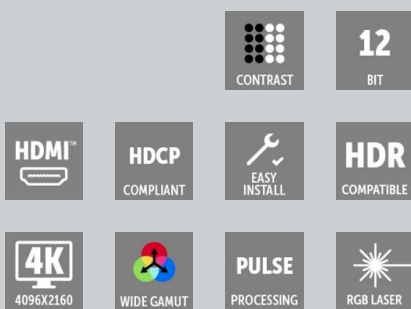 CONTRAST
12
BIT
HDMI™
HDCP
COMPLIANT
EASY
INSTALL
HDR
COMPATIBLE
4K
4096X2160
WIDE GAMUT
PULSE
PROCESSING
RGB LASER